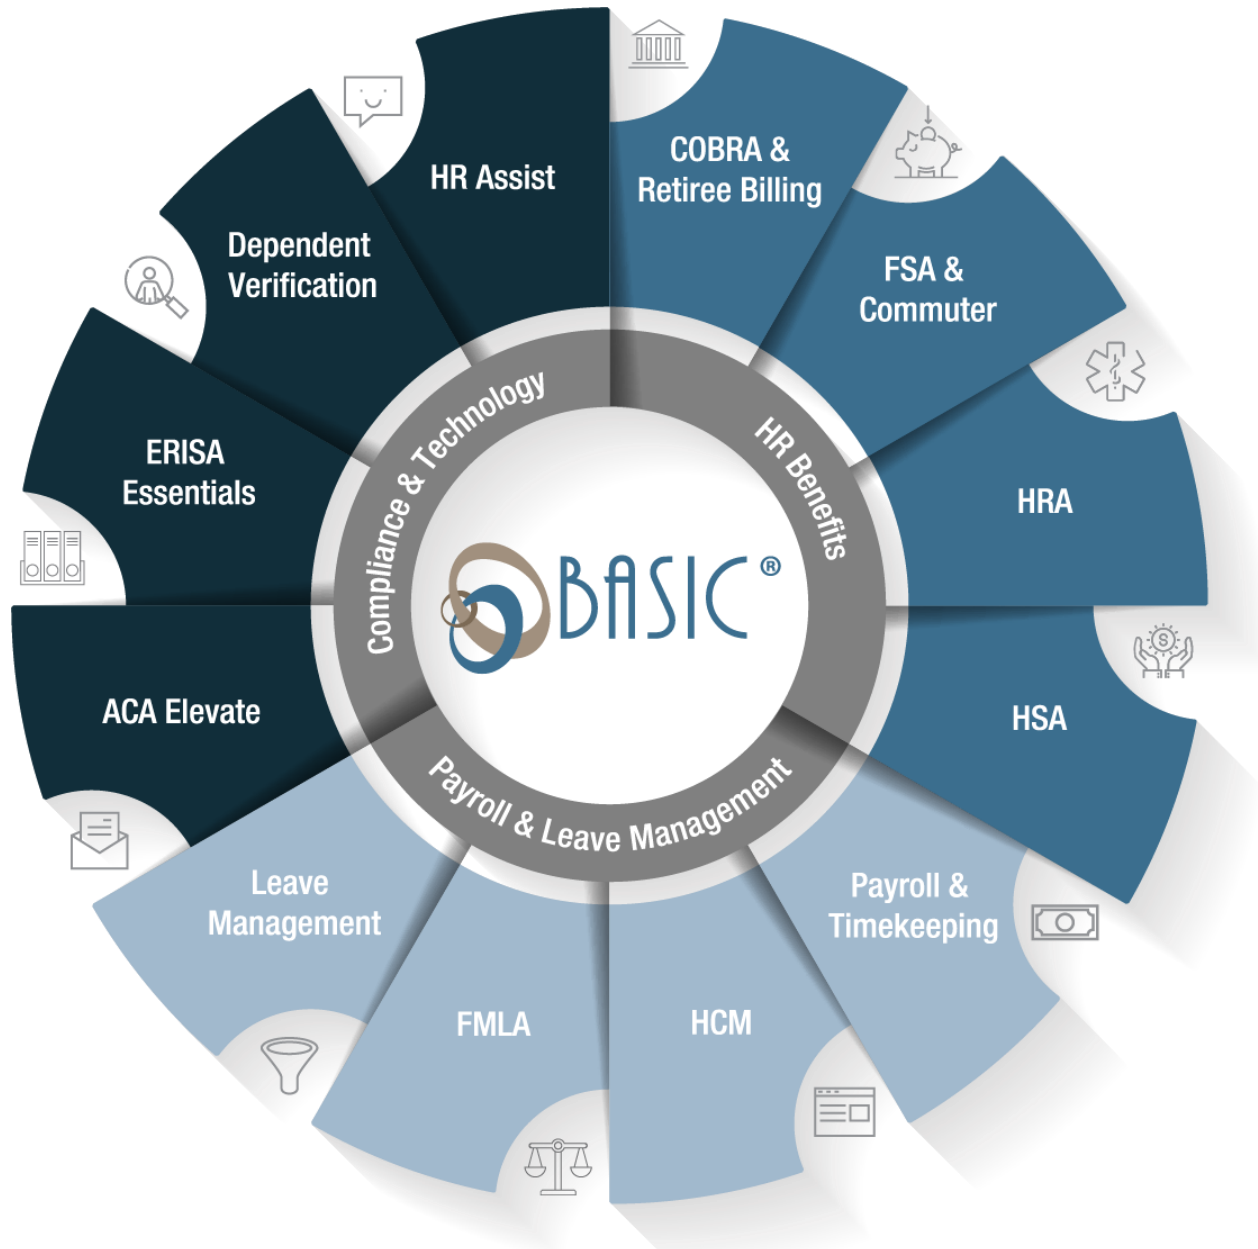 HR Assist
COBRA &
Retiree Billing
FSA &
Commuter
HRA
HSA
Payroll &
Timekeeping
HCM
FMLA
Leave
Management
ACA Elevate
ERISA
Essentials
Dependent
Verification
Compliance & Technology
HR Benefits
Payroll & Leave Management
BASIC®
$